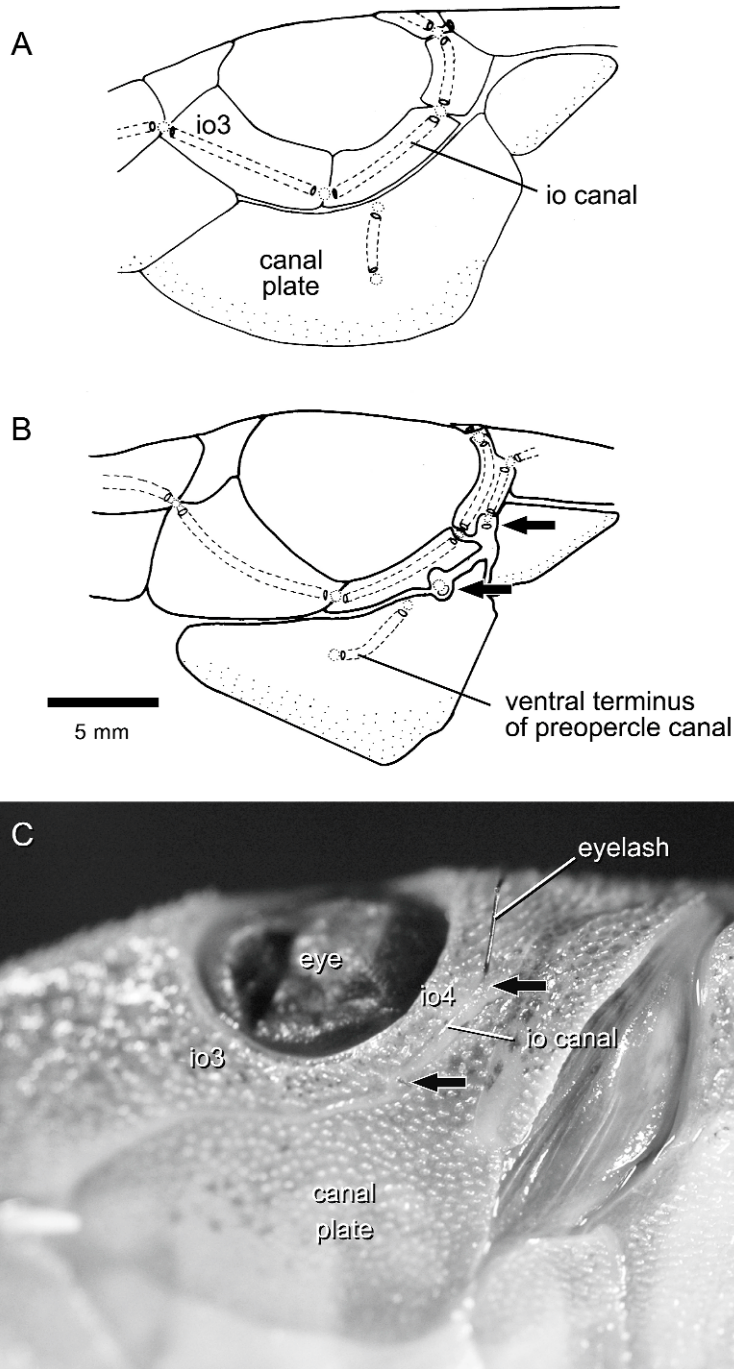 A
io3
io canal
canal
plate
B
5 mm
ventral terminus
of preopercle canal
C
eyelash
eye
io4
io canal
io3
canal
plate